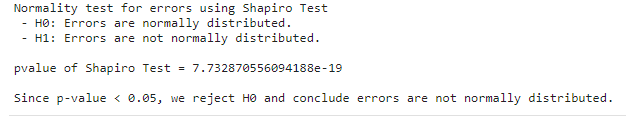 Normality test for errors using Shapiro Test
- H0: Errors are normally distributed.
- H1: Errors are not normally distributed.
pvalue of Shapiro Test = 7.732870556094188e-19
Since p-value < 0.05, we reject H0 and conclude errors are not normally distributed.